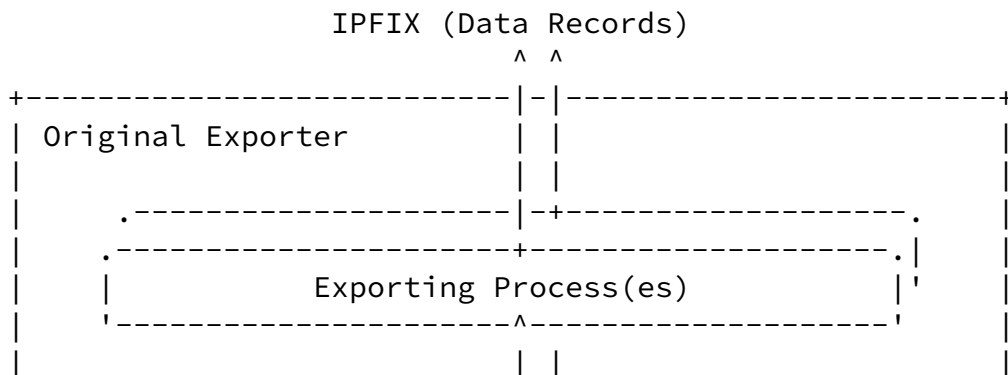 IPFIX (Data Records)
Original Exporter
Exporting Process(es)